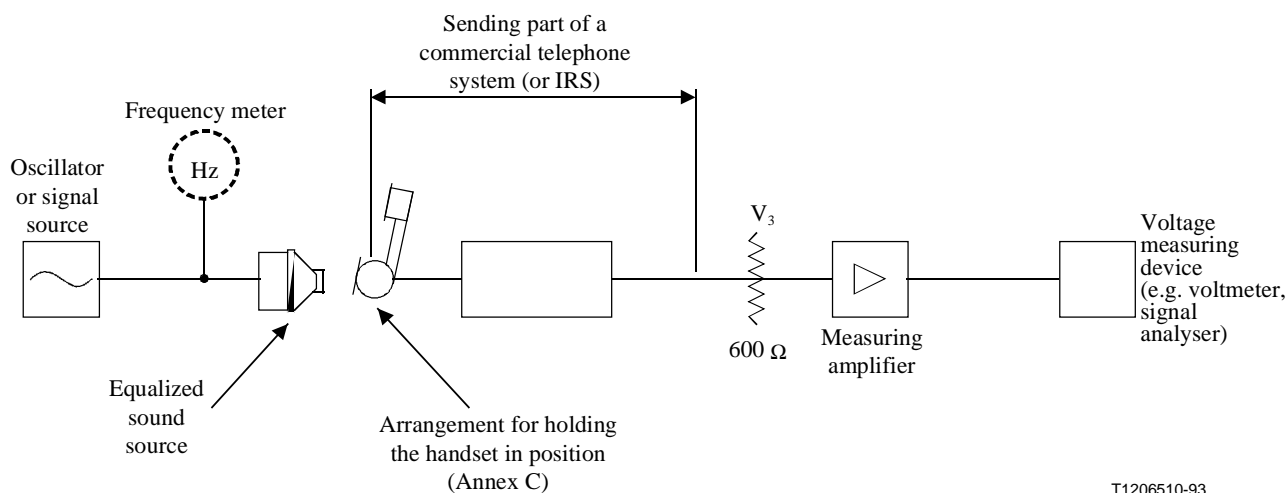 Sending part of a
commercial telephone
system (or IRS)
Frequency meter
Hz
Oscillator
or signal
source
V3
600 Ω
Voltage
measuring
device
(e.g. voltmeter,
signal
analyser)
Measuring
amplifier
Equalized
sound
source
Arrangement for holding
the handset in position
(Annex C)
T1206510-93